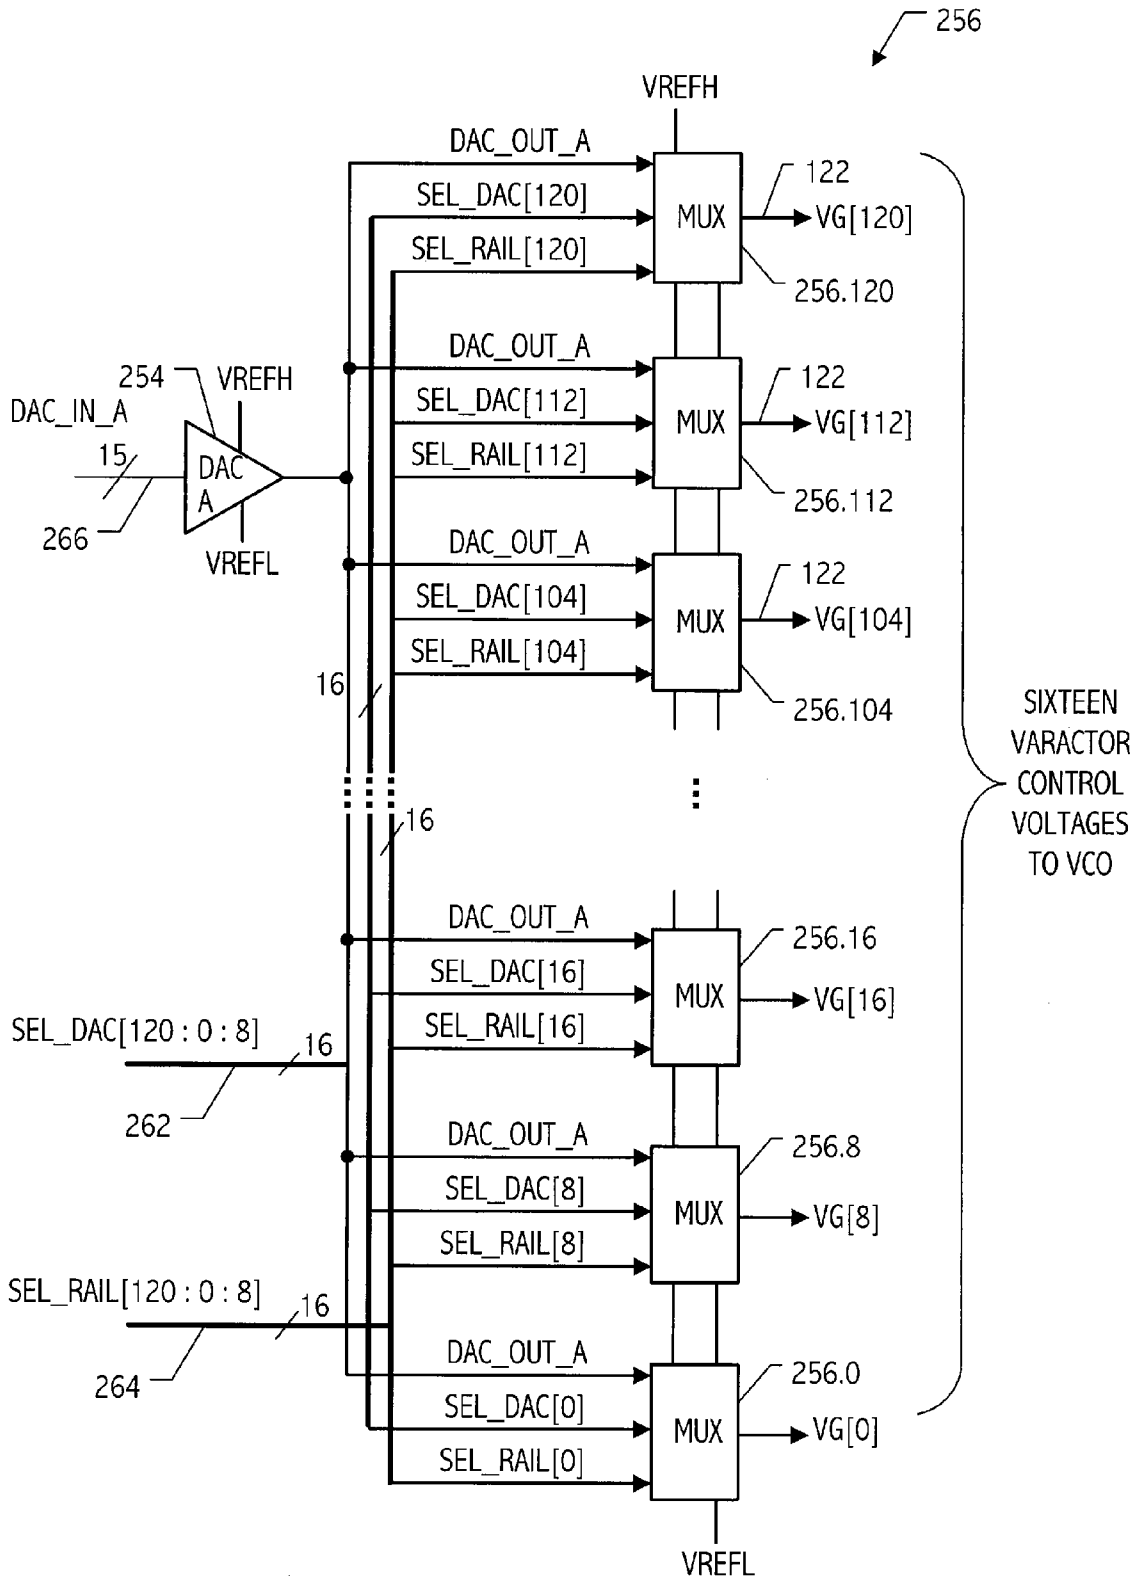 256
VREFH
DAC_OUT_A
SEL_DAC[120]
SEL_RAIL[120]
MUX
122
VG[120]
256.120
254
VREFH
DAC_IN_A
15
DAC
A
266
VREFL
DAC_OUT_A
SEL_DAC[112]
SEL_RAIL[112]
MUX
122
VG[112]
256.112
DAC_OUT_A
SEL_DAC[104]
SEL_RAIL[104]
MUX
122
VG[104]
256.104
16
16
SIXTEEN
VARACTOR
CONTROL
VOLTAGES
TO VCO
DAC_OUT_A
SEL_DAC[16]
SEL_RAIL[16]
MUX
256.16
VG[16]
SEL_DAC[120 : 0 : 8]
16
262
DAC_OUT_A
SEL_DAC[8]
SEL_RAIL[8]
MUX
256.8
VG[8]
SEL_RAIL[120 : 0 : 8]
16
264
DAC_OUT_A
SEL_DAC[0]
SEL_RAIL[0]
MUX
256.0
VG[0]
VREFL